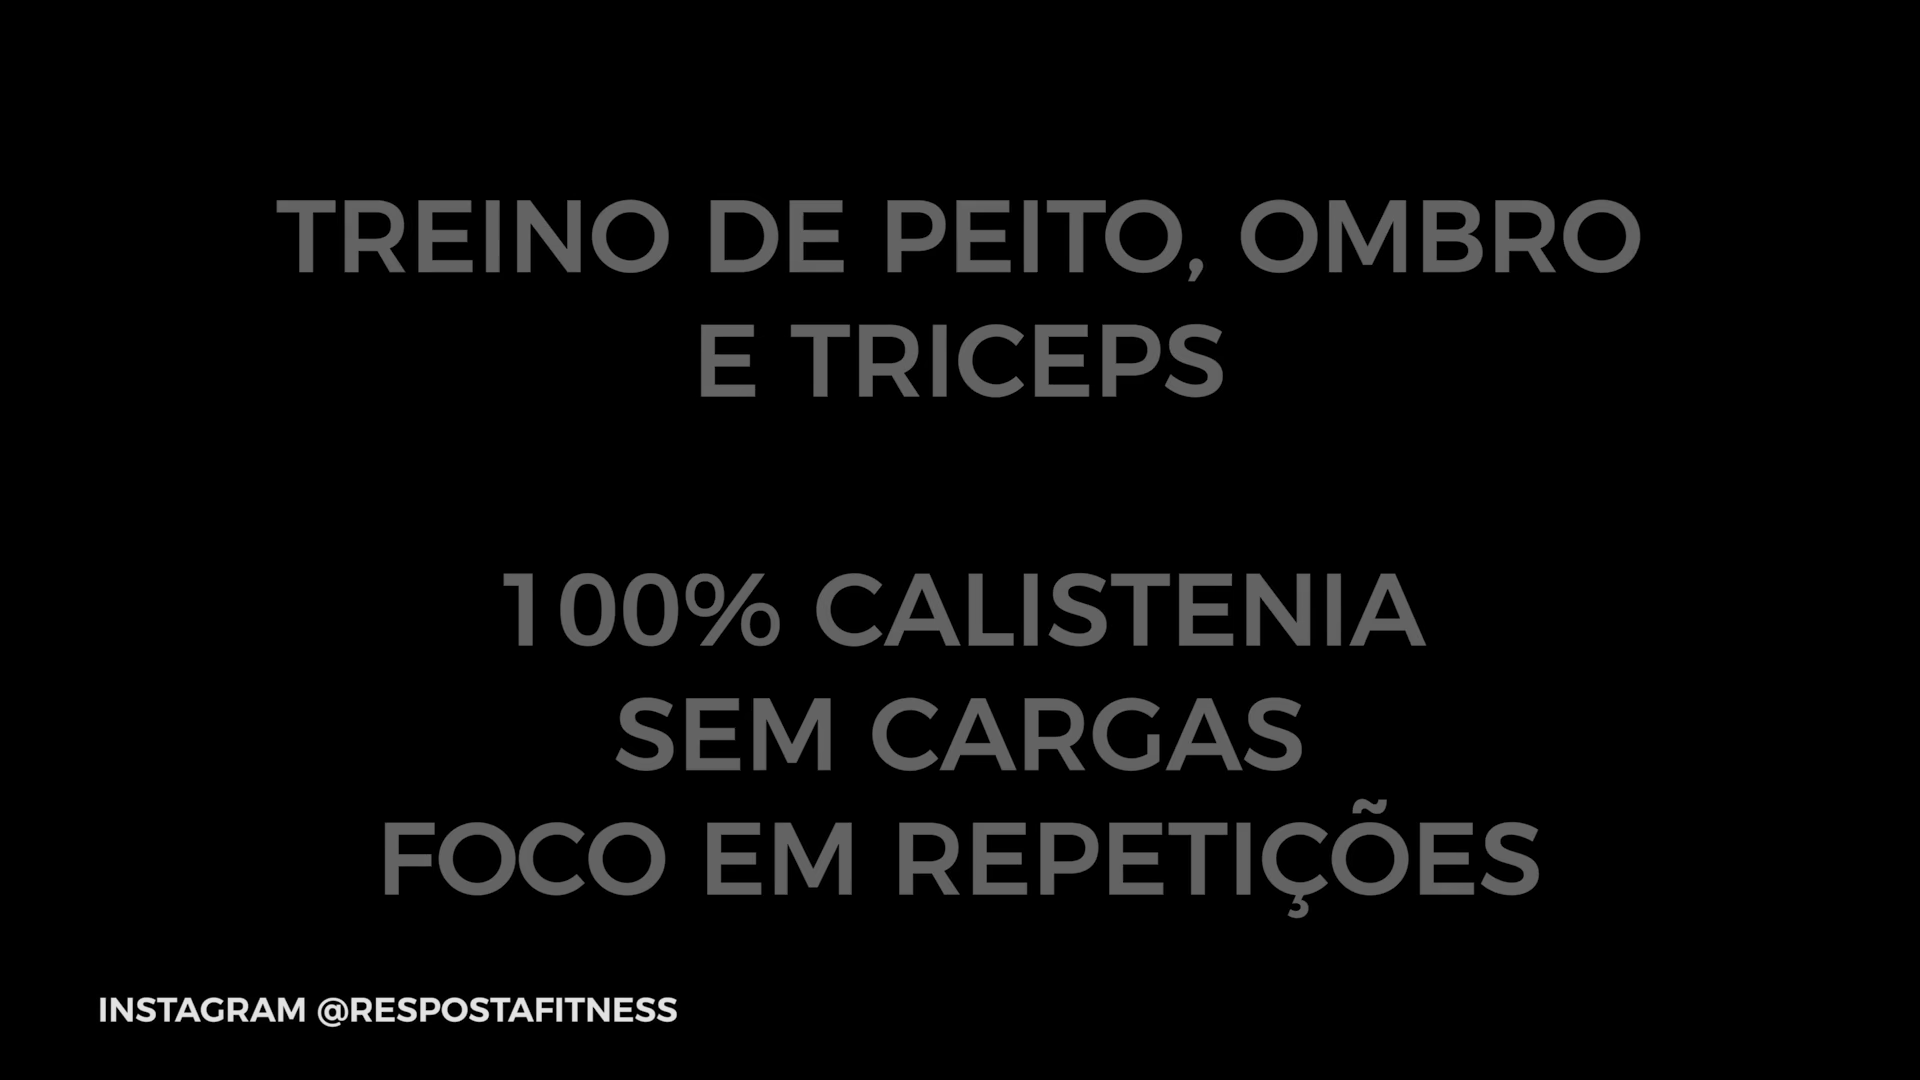 TREINO DE PEITO, OMBRO
E TRICEPS
100% CALISTENIA
SEM CARGAS
FOCO EM REPETIÇÕES
INSTAGRAM @RESPOSTAFITNESS